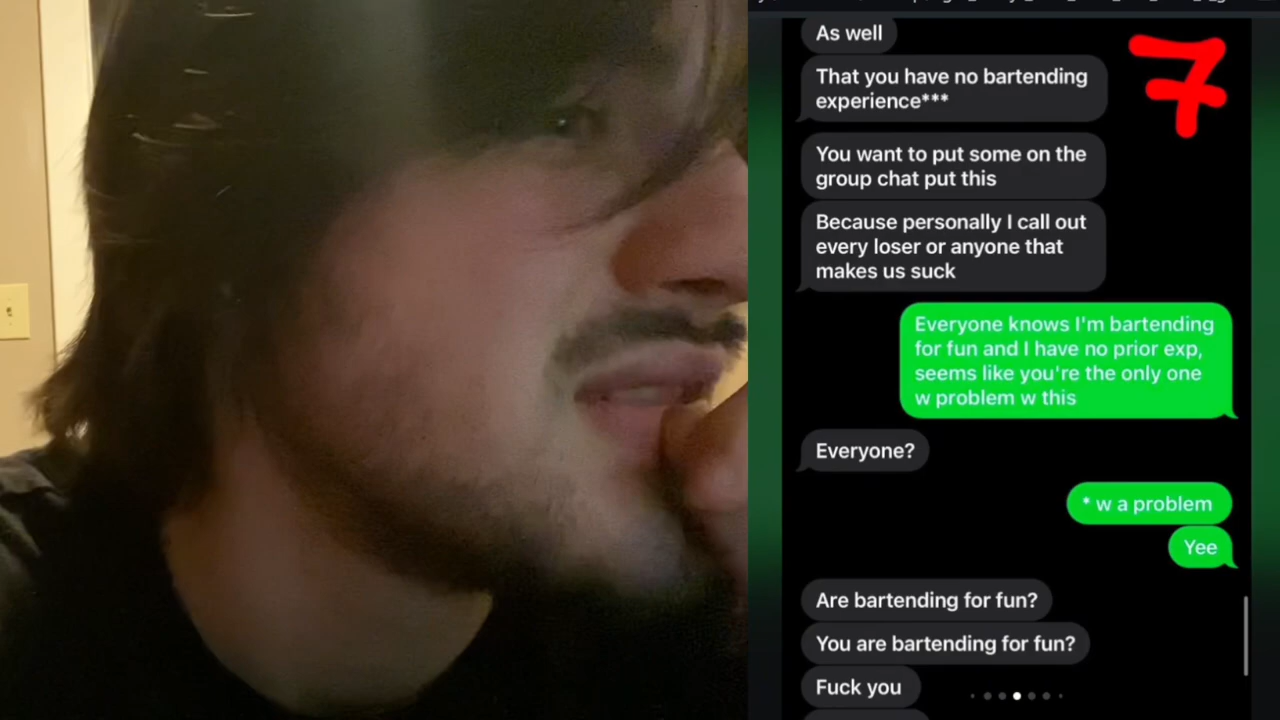 As well
That you have no bartending
experience***
7
You want to put some on the
group chat put this
Because personally I call out
every loser or anyone that
makes us suck
Everyone knows I'm bartending
for fun and I have no prior exp,
seems like you're the only one
w problem w this
Everyone?
* w a problem
Yee
Are bartending for fun?
You are bartending for fun?
Fuck you